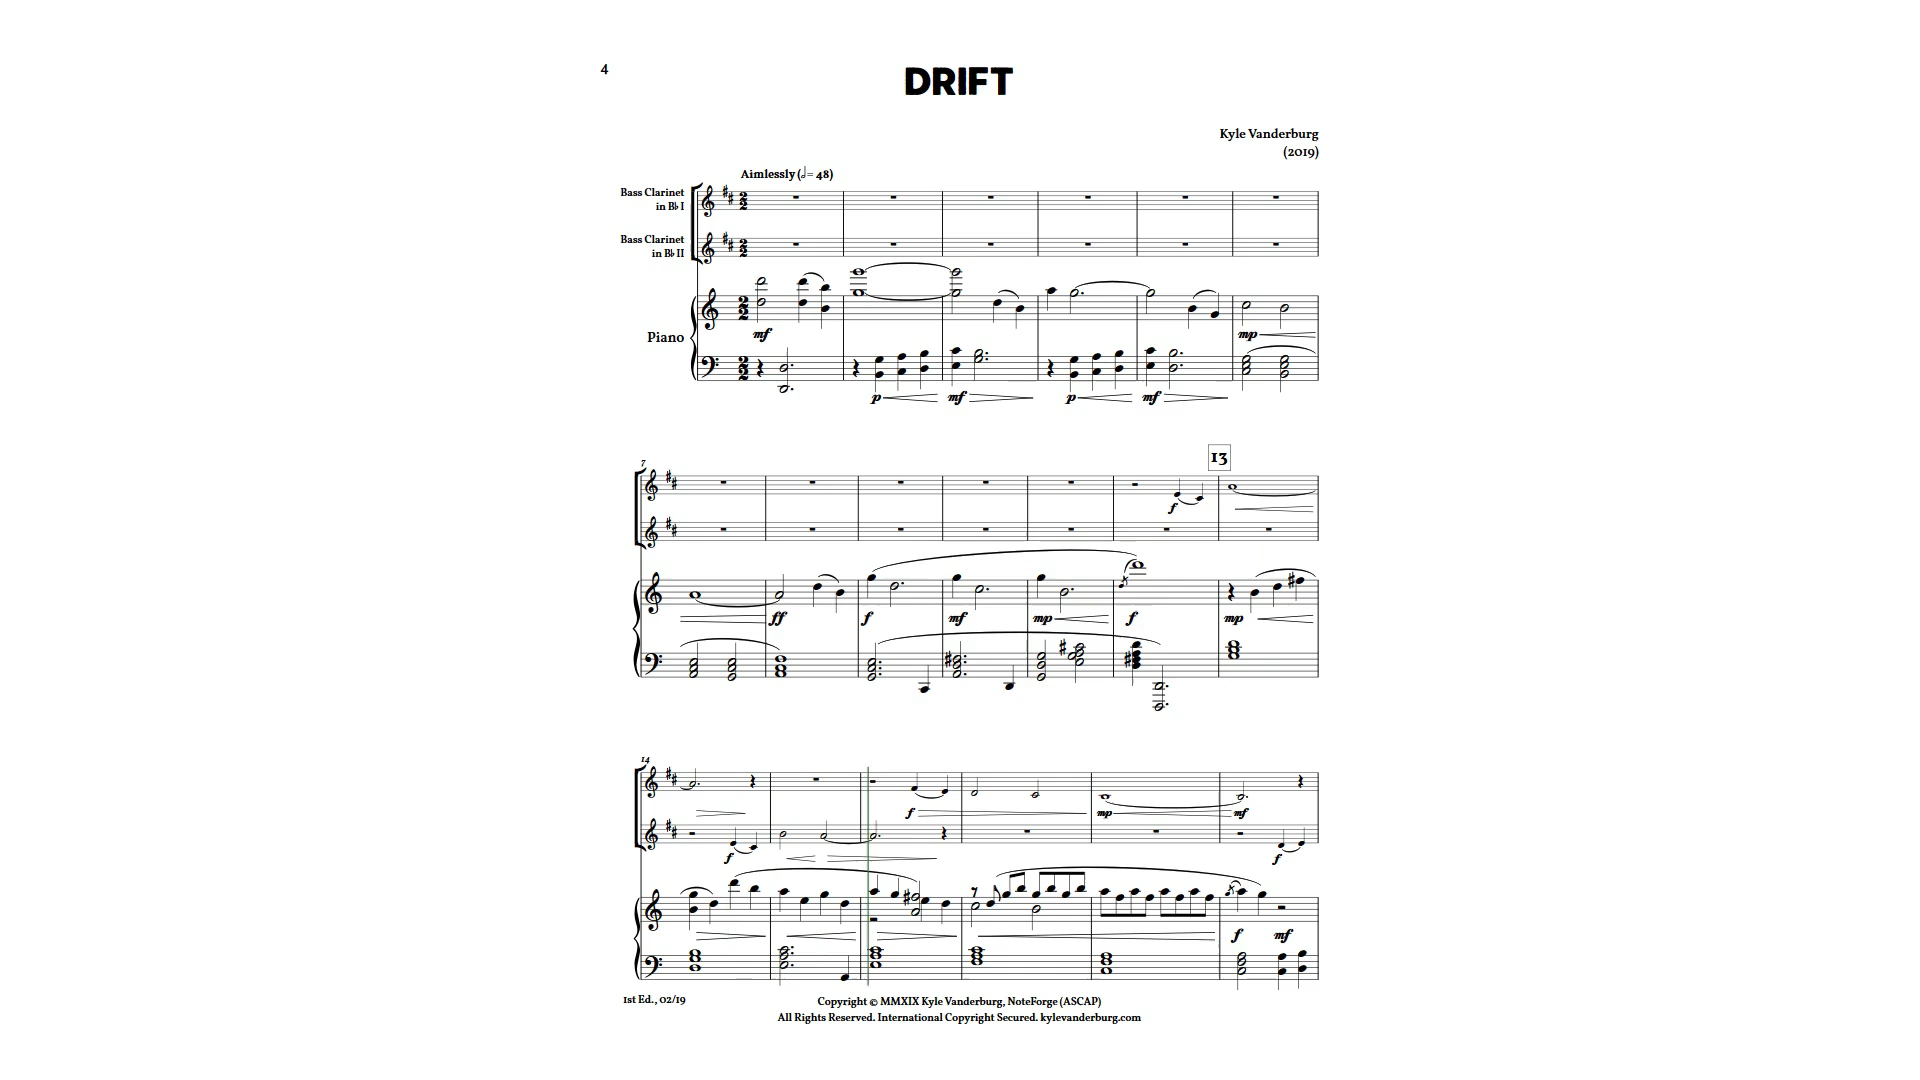 4
DRIFT
Kyle Vanderburg
(2019)
Aimlessly (𝅗𝅥 = 48)
Bass Clarinet
in B♭ I
Bass Clarinet
in B♭ II
Piano
mf
mp
p mf p mf
7
13
f
ff f mf mp f mp
14
f mp mf
f f
f mf
1st Ed., 02/19
Copyright © MMXIX Kyle Vanderburg, NoteForge (ASCAP)
All Rights Reserved. International Copyright Secured. kylevanderburg.com